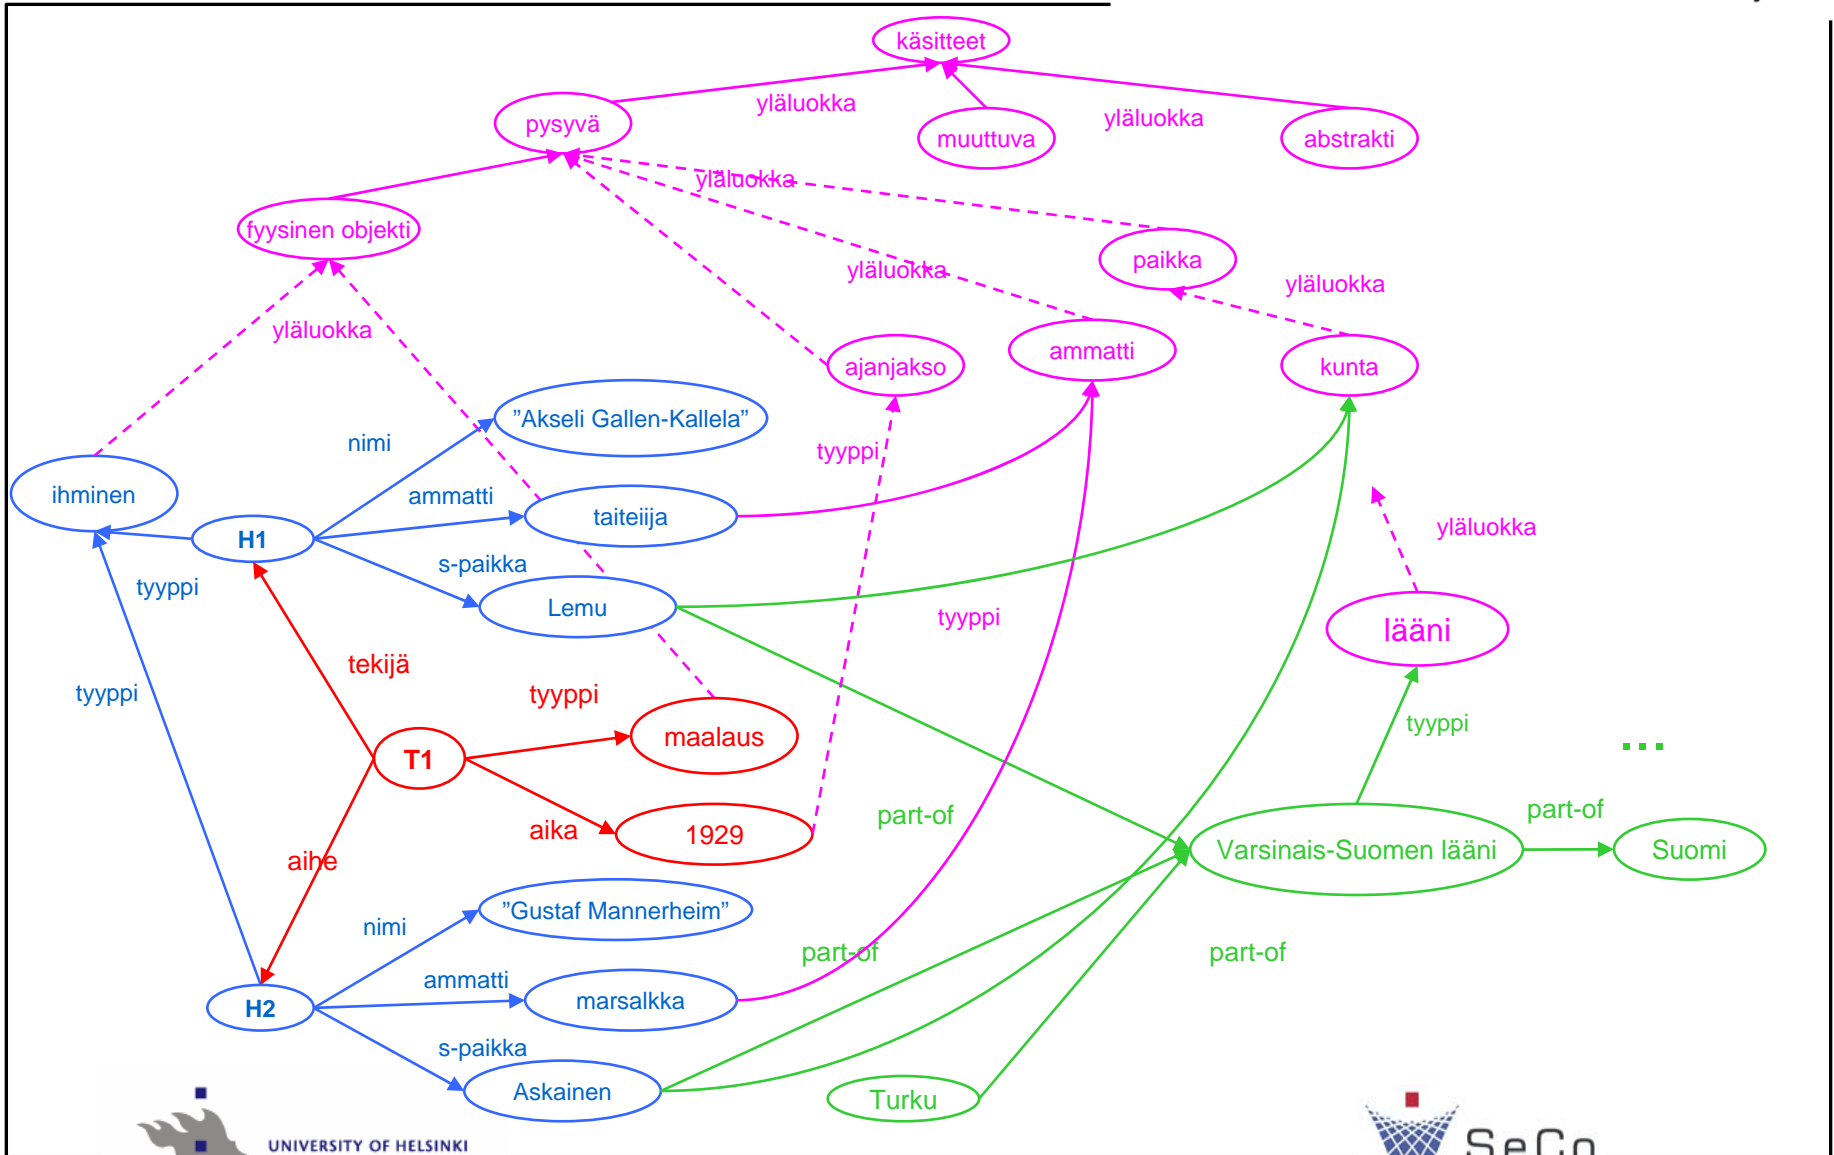 käsitteet
yläluokka
pysyvä
muuttuva
yläluokka
abstrakti
yläluokka
fyysinen objekti
yläluokka
paikka
yläluokka
yläluokka
ajanjakso
ammatti
kunta
"Akseli Gallen-Kallela"
nimi
tyyppi
ihminen
ammatti
taiteiija
H1
yläluokka
s-paikka
tyyppi
Lemu
tyyppi
lääni
tekijä
tyyppi
tyyppi
maalaus
tyyppi
T1
...
part-of
part-of
aika
1929
aihe
Varsinais-Suomen lääni
Suomi
"Gustaf Mannerheim"
nimi
part-of
part-of
ammatti
marsalkka
H2
s-paikka
Askainen
Turku
UNIVERSITY OF HELSINKI
SeCo